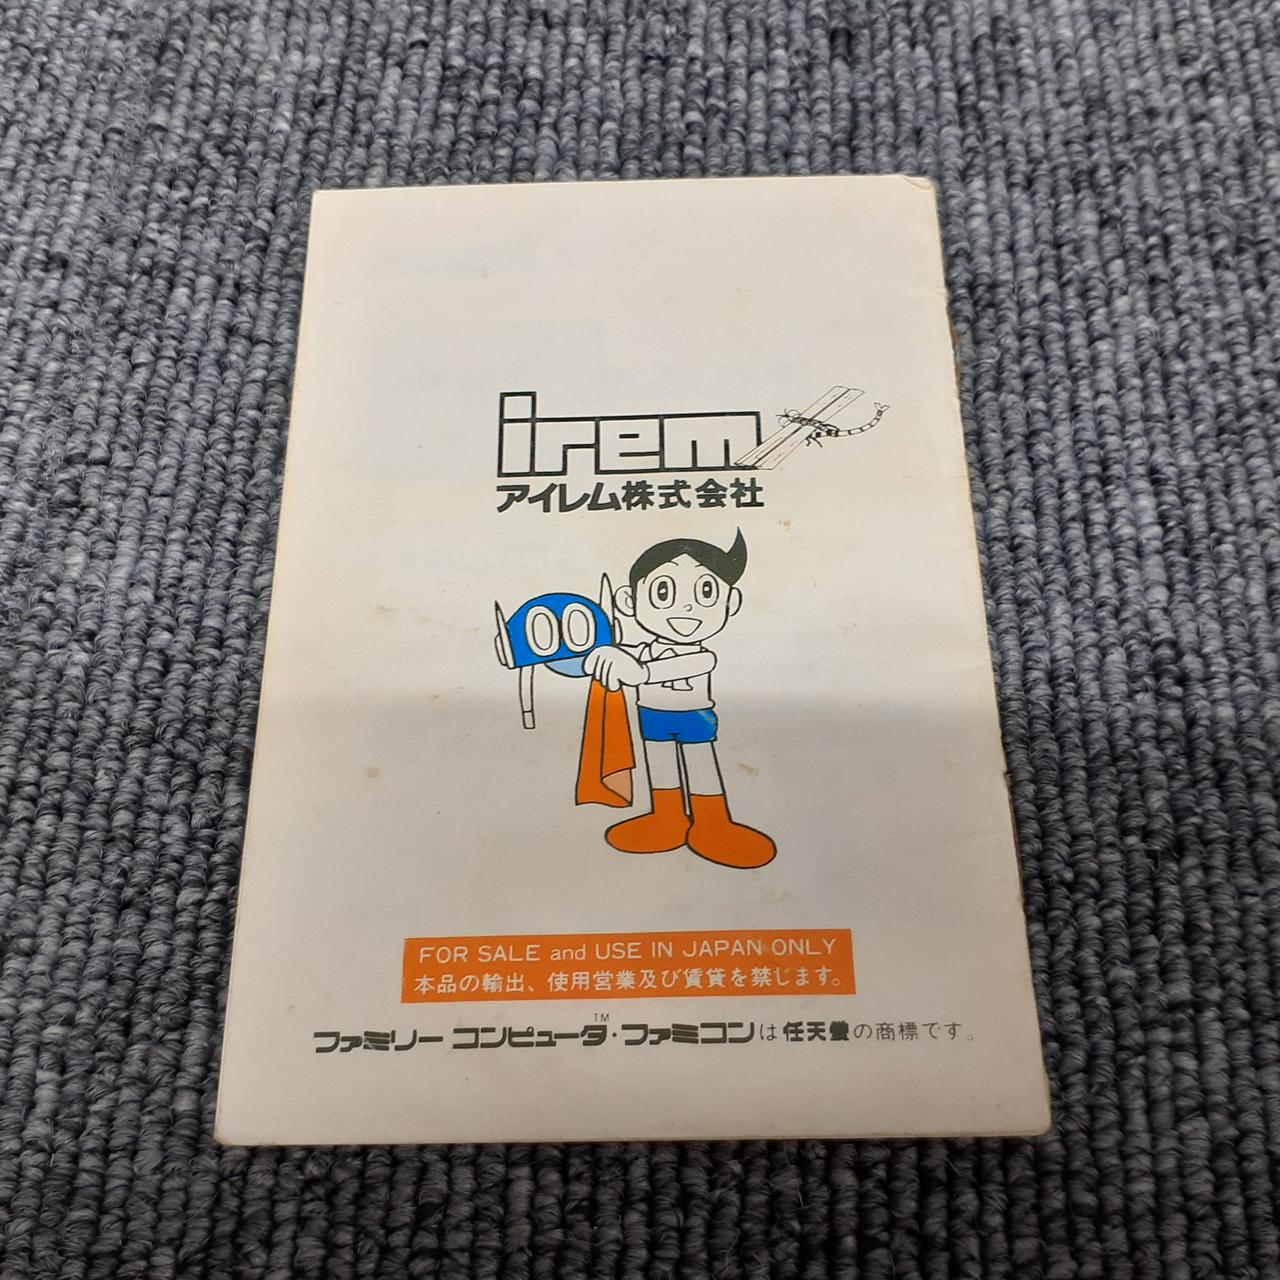 irem
アイレム株式会社
FOR SALE and USE IN JAPAN ONLY
本品の輸出、使用営業及び賃貸を禁じます。
ファミリー コンピュータ™・ファミコンは任天堂の商標です。